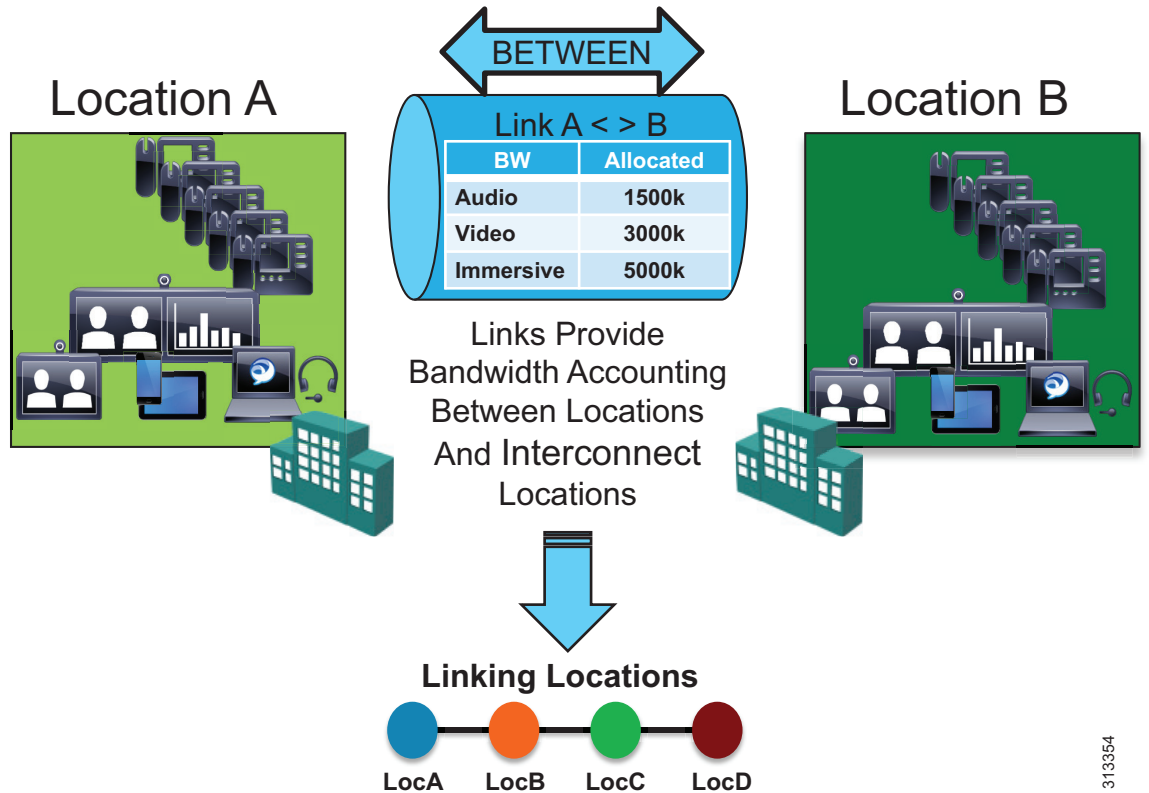 BETWEEN
Location A
Location B
Link A < > B
BW Allocated
Audio 1500k
Video 3000k
Immersive 5000k
Links Provide
Bandwidth Accounting
Between Locations
And Interconnect
Locations
Linking Locations
LocA LocB LocC LocD
313354